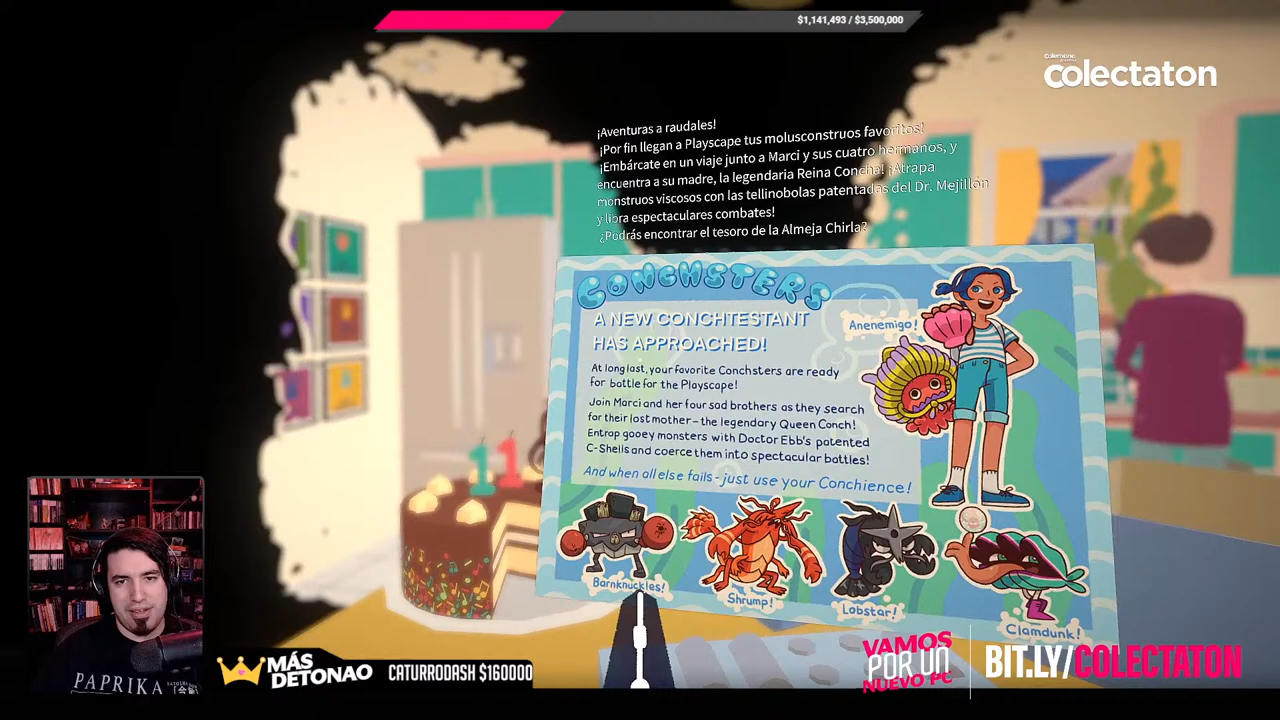 $1,141,493 / $3,500,000
colectaton
¡Aventuras a raudales!
¡Por fin llegan a Playscape tus molusconstruos favoritos!
¡Embárcate en un viaje junto a Marci y sus cuatro hermanos, y
encuentra a su madre, la legendaria Reina Concha! ¡Atrapa
monstruos viscosos con las tellinobolas patentadas del Dr. Mejillón
y libra espectaculares combates!
¿Podrás encontrar el tesoro de la Almeja Chirla?
CONCHSTERS
A NEW CONCHTESTANT
HAS APPROACHED!
Anenemigo!
At long last, your favorite Conchsters are ready
for battle for the Playscape!
Join Marci and her four sad brothers as they search
for their lost mother - the legendary Queen Conch!
Entrap gooey monsters with Doctor Ebb's patented
C-Shells and coerce them into spectacular battles!
And when all else fails - just use your Conchience!
11
Barnknuckles!
Shrump!
Lobstar!
Clamdunk!
PAPRIKA
MÁS
DETONAO
CATURRODASH $160000
VAMOS
POR UN
NUEVO PC
BIT.LY/COLECTATON